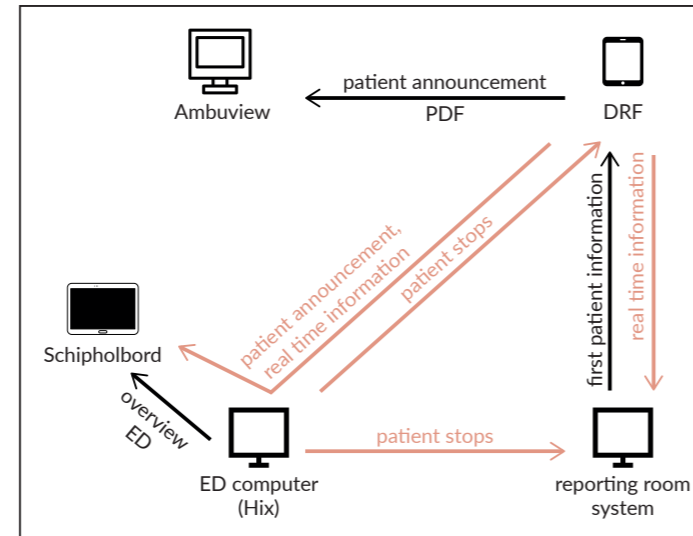 patient announcement
PDF
Ambuview
DRF
patient announcement,
real time information
patient stops
first patient information
real time information
Schipholbord
overview
ED
patient stops
ED computer
(Hix)
reporting room
system